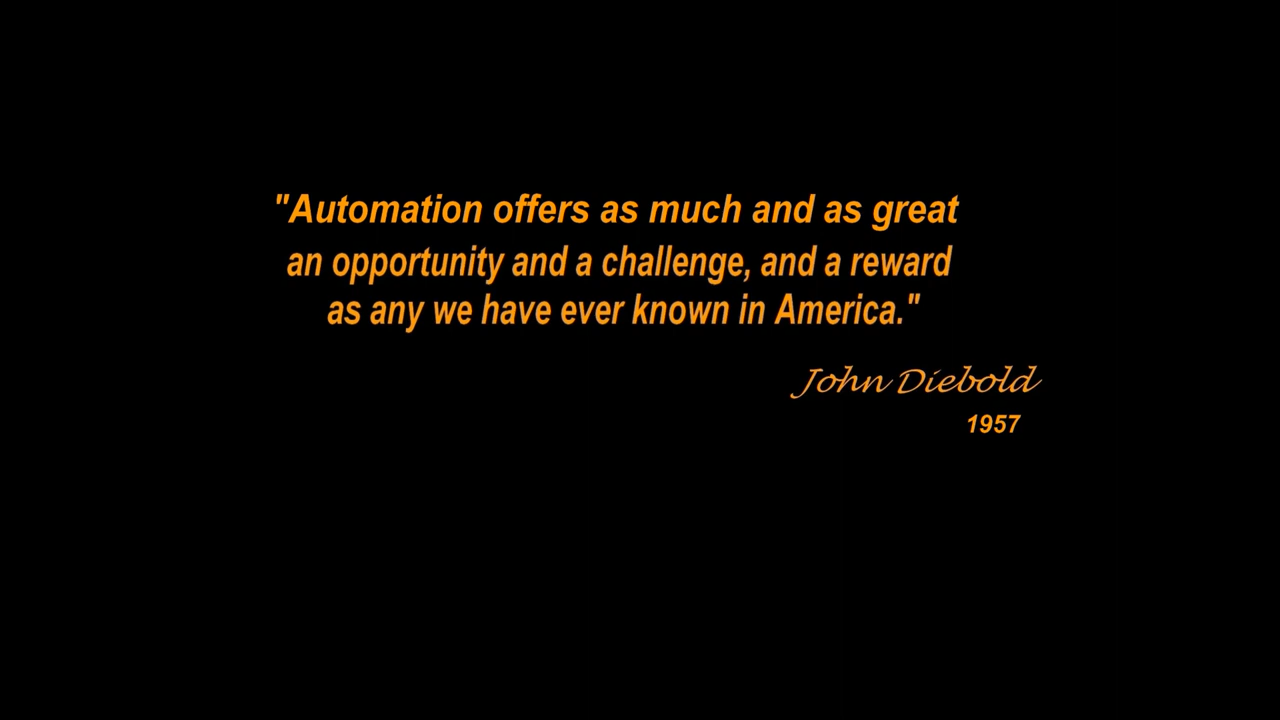 "Automation offers as much and as great
an opportunity and a challenge, and a reward
as any we have ever known in America."
John Diebold
1957